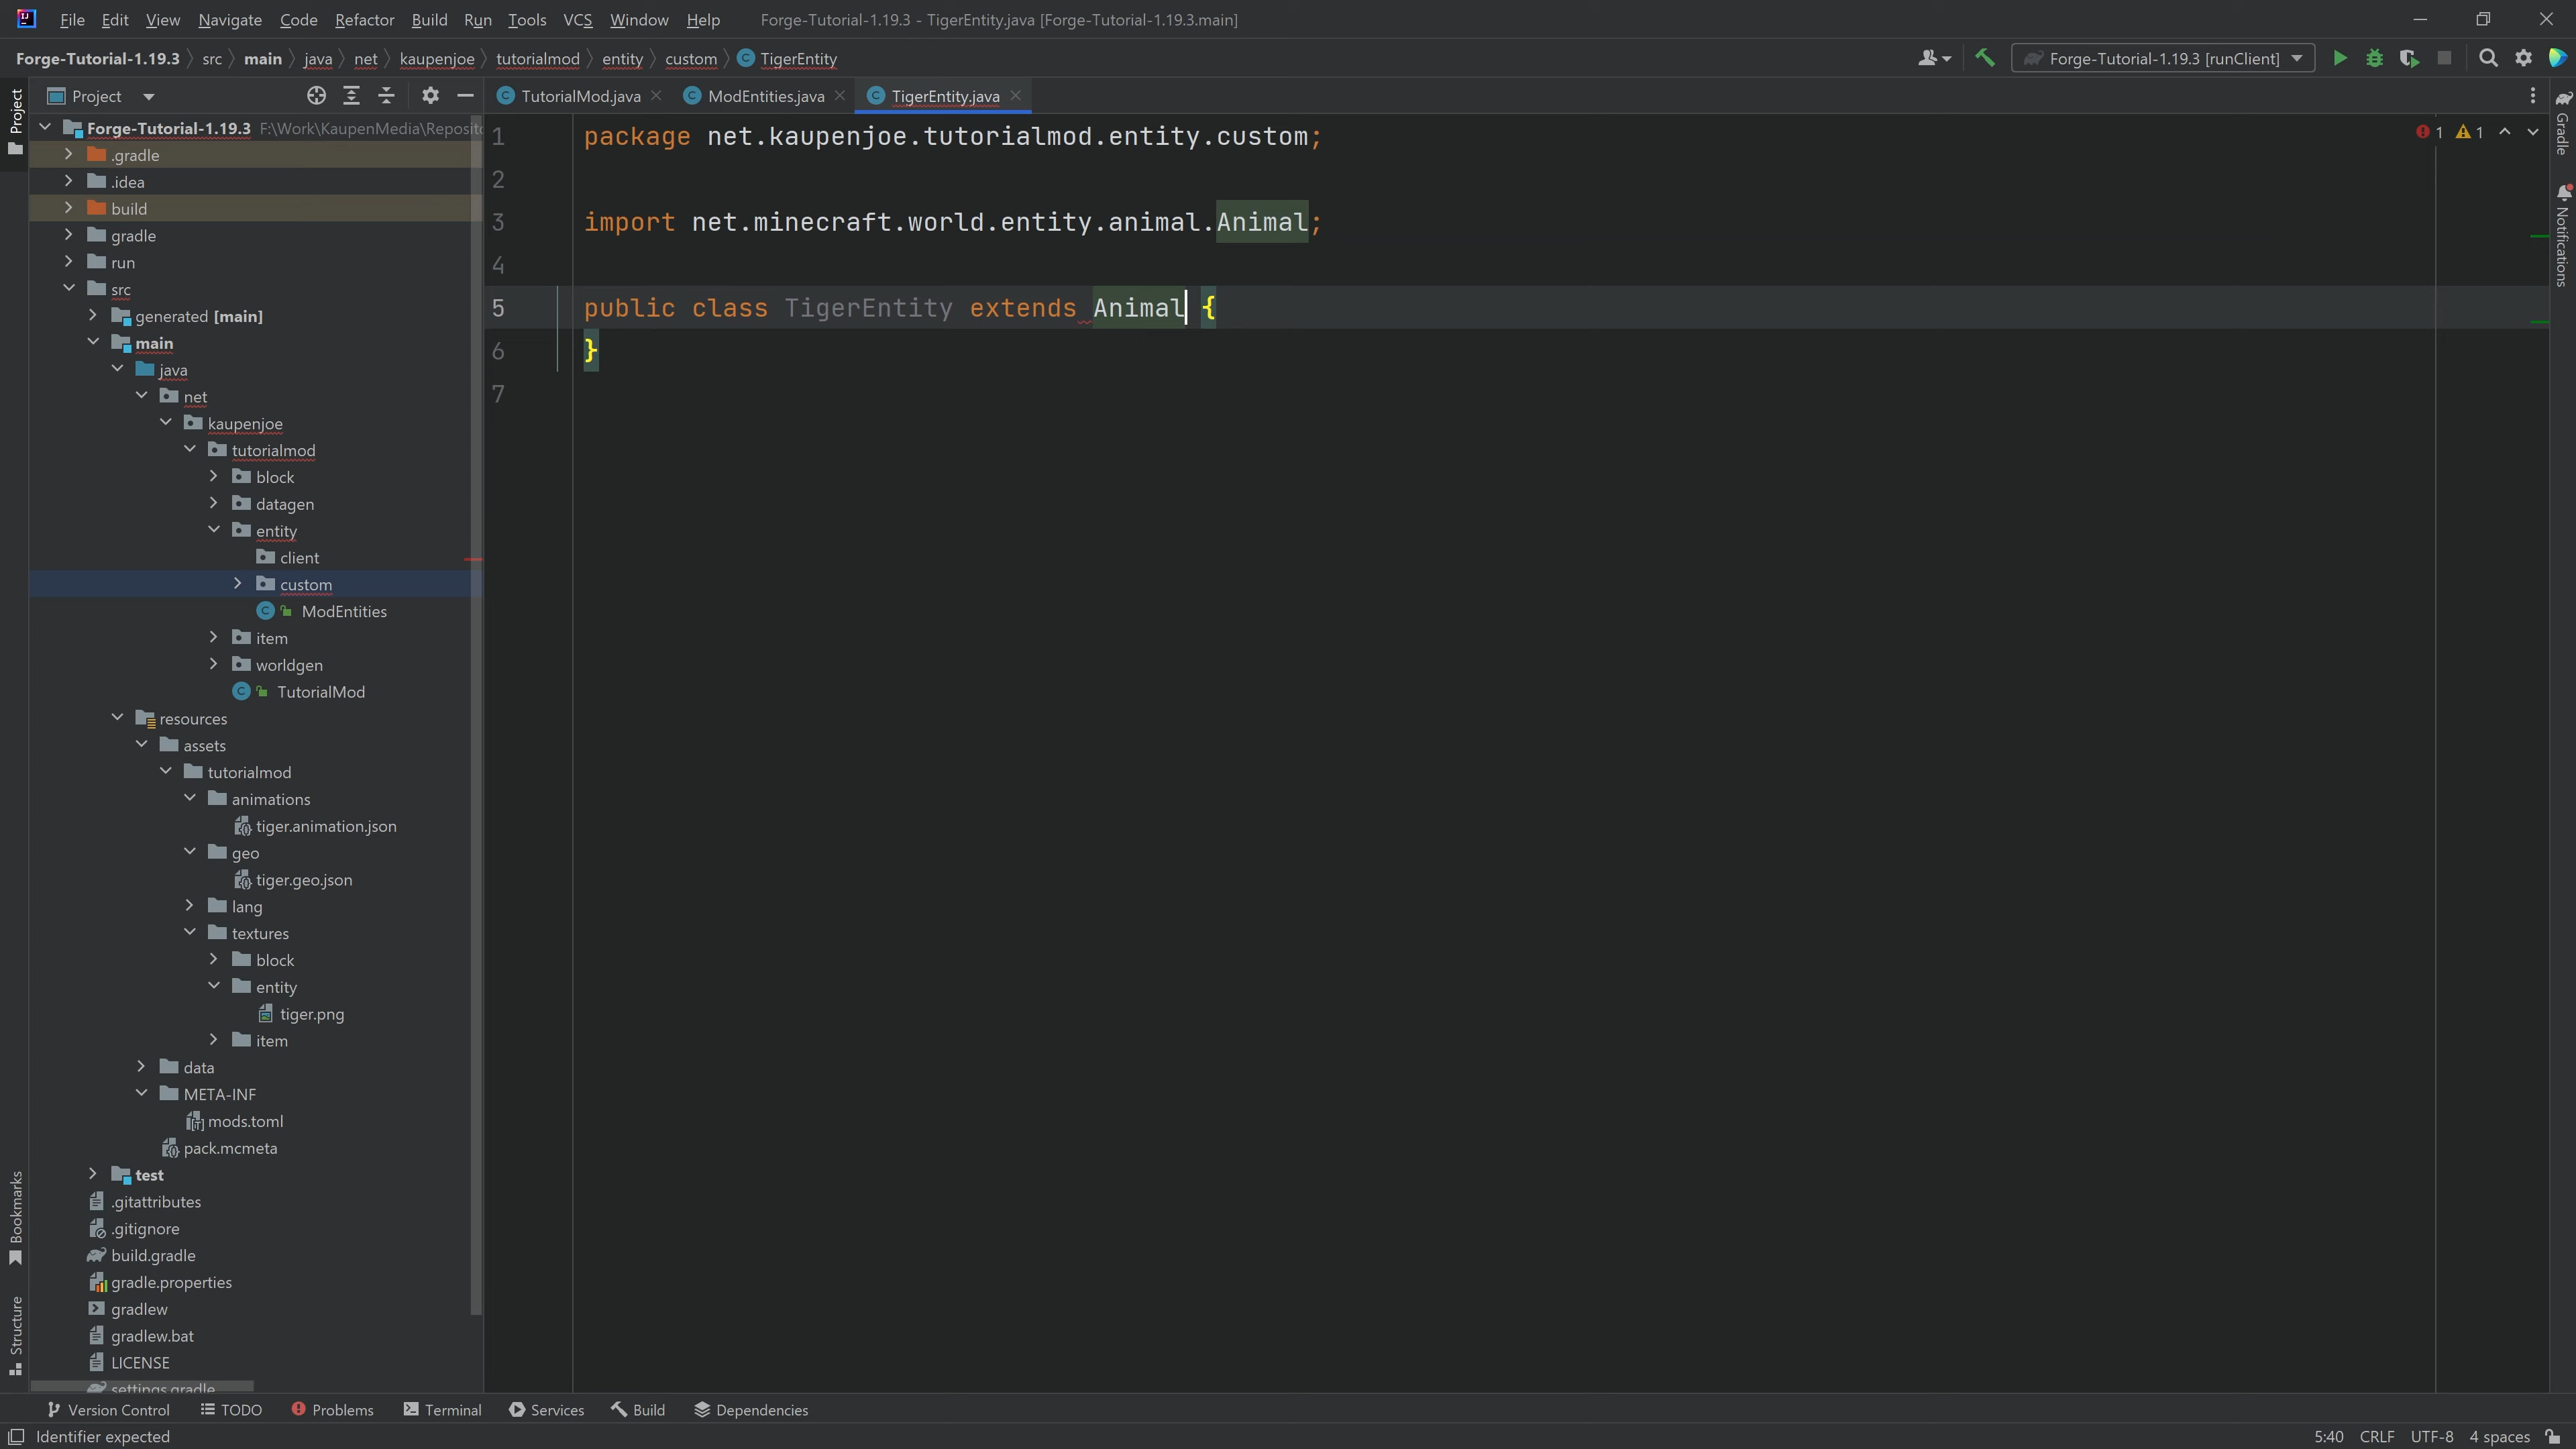 File Edit View Navigate Code Refactor Build Run Tools VCS Window Help Forge-Tutorial-1.19.3 - TigerEntity.java [Forge-Tutorial-1.19.3.main]
Forge-Tutorial-1.19.3 src main java net kaupenjoe tutorialmod entity custom TigerEntity Forge-Tutorial-1.19.3 [runClient]
Project TutorialMod.java ModEntities.java TigerEntity.java
Project
Forge-Tutorial-1.19.3 F:\Work\KaupenMedia\Reposito
.gradle
.idea
build
gradle
run
src
generated [main]
main
java
net
kaupenjoe
tutorialmod
block
datagen
entity
client
custom
ModEntities
item
worldgen
TutorialMod
resources
assets
tutorialmod
animations
tiger.animation.json
geo
tiger.geo.json
lang
textures
block
entity
tiger.png
item
data
META-INF
mods.toml
pack.mcmeta
test
.gitattributes
.gitignore
build.gradle
gradle.properties
gradlew
gradlew.bat
LICENSE
settings.gradle
Bookmarks
Structure
1 package net.kaupenjoe.tutorialmod.entity.custom;
2
3 import net.minecraft.world.entity.animal.Animal;
4
5 public class TigerEntity extends Animal {
6 }
7
1 1
Gradle
Notifications
Version Control TODO Problems Terminal Services Build Dependencies
Identifier expected 5:40 CRLF UTF-8 4 spaces